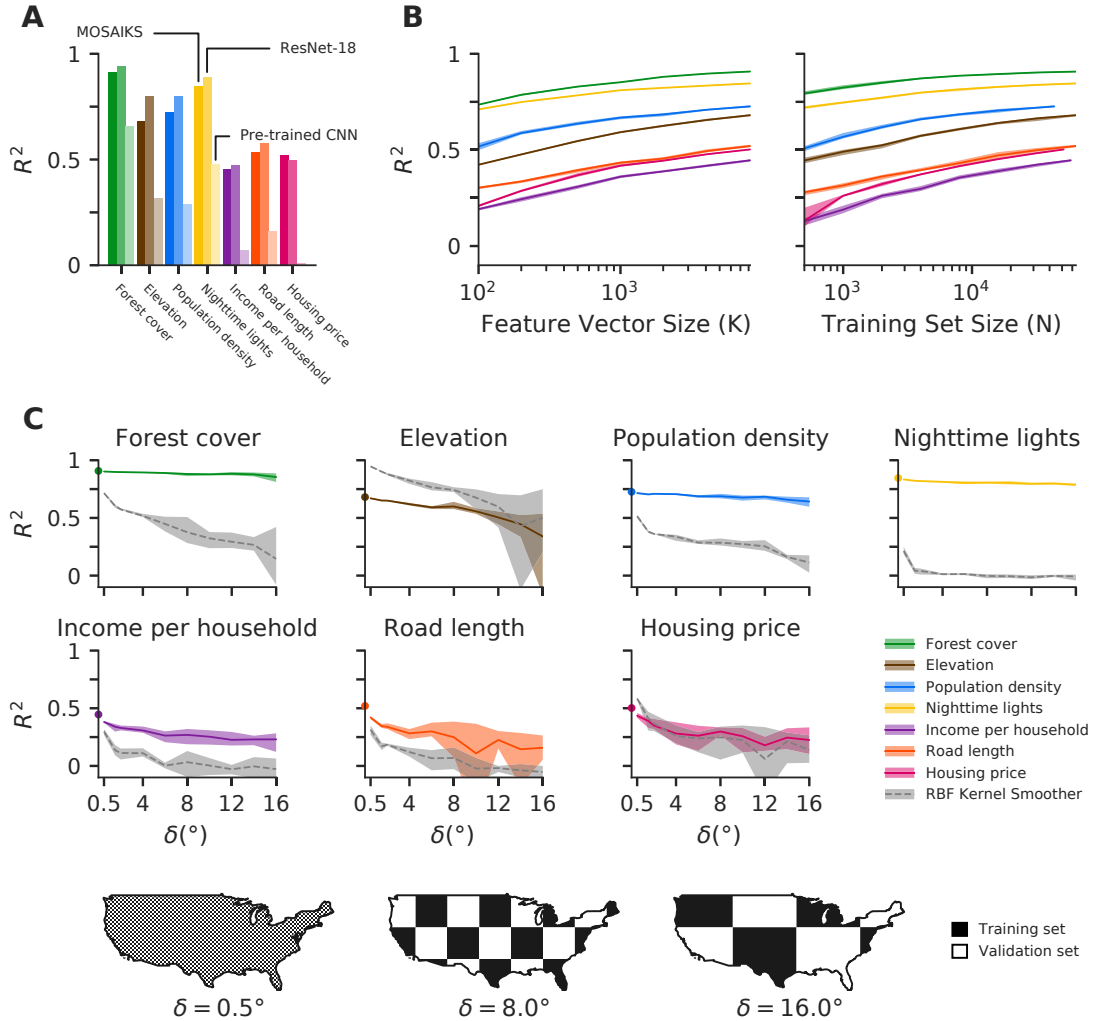 A
MOSAIKS
ResNet-18
Pre-trained CNN
R²
1
0.5
0
Forest cover
Elevation
Population density
Nighttime lights
Income per household
Road length
Housing price
B
R²
1
0.5
0
10² 10³
Feature Vector Size (K)
10³ 10⁴
Training Set Size (N)
C
Forest cover Elevation Population density Nighttime lights
R²
1
0.5
0
Income per household Road length Housing price
R²
1
0.5
0
0.5 4 8 12 16
δ(°)
0.5 4 8 12 16
δ(°)
0.5 4 8 12 16
δ(°)
Forest cover
Elevation
Population density
Nighttime lights
Income per household
Road length
Housing price
RBF Kernel Smoother
δ = 0.5°
δ = 8.0°
δ = 16.0°
Training set
Validation set